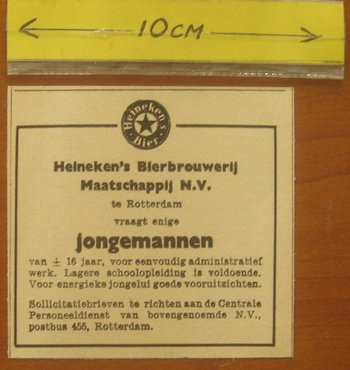 10CM
Heineken's
Bier
Heineken's Bierbrouwerij
Maatschappij N.V.
te Rotterdam
vraagt enige
jongemannen
van ± 16 jaar, voor eenvoudig administratief
werk. Lagere schoolopleiding is voldoende.
Voor energieke jongelui goede vooruitzichten.
Sollicitatiebrieven te richten aan de Centrale
Personeeldienst van bovengenoemde N.V.,
postbus 455, Rotterdam.